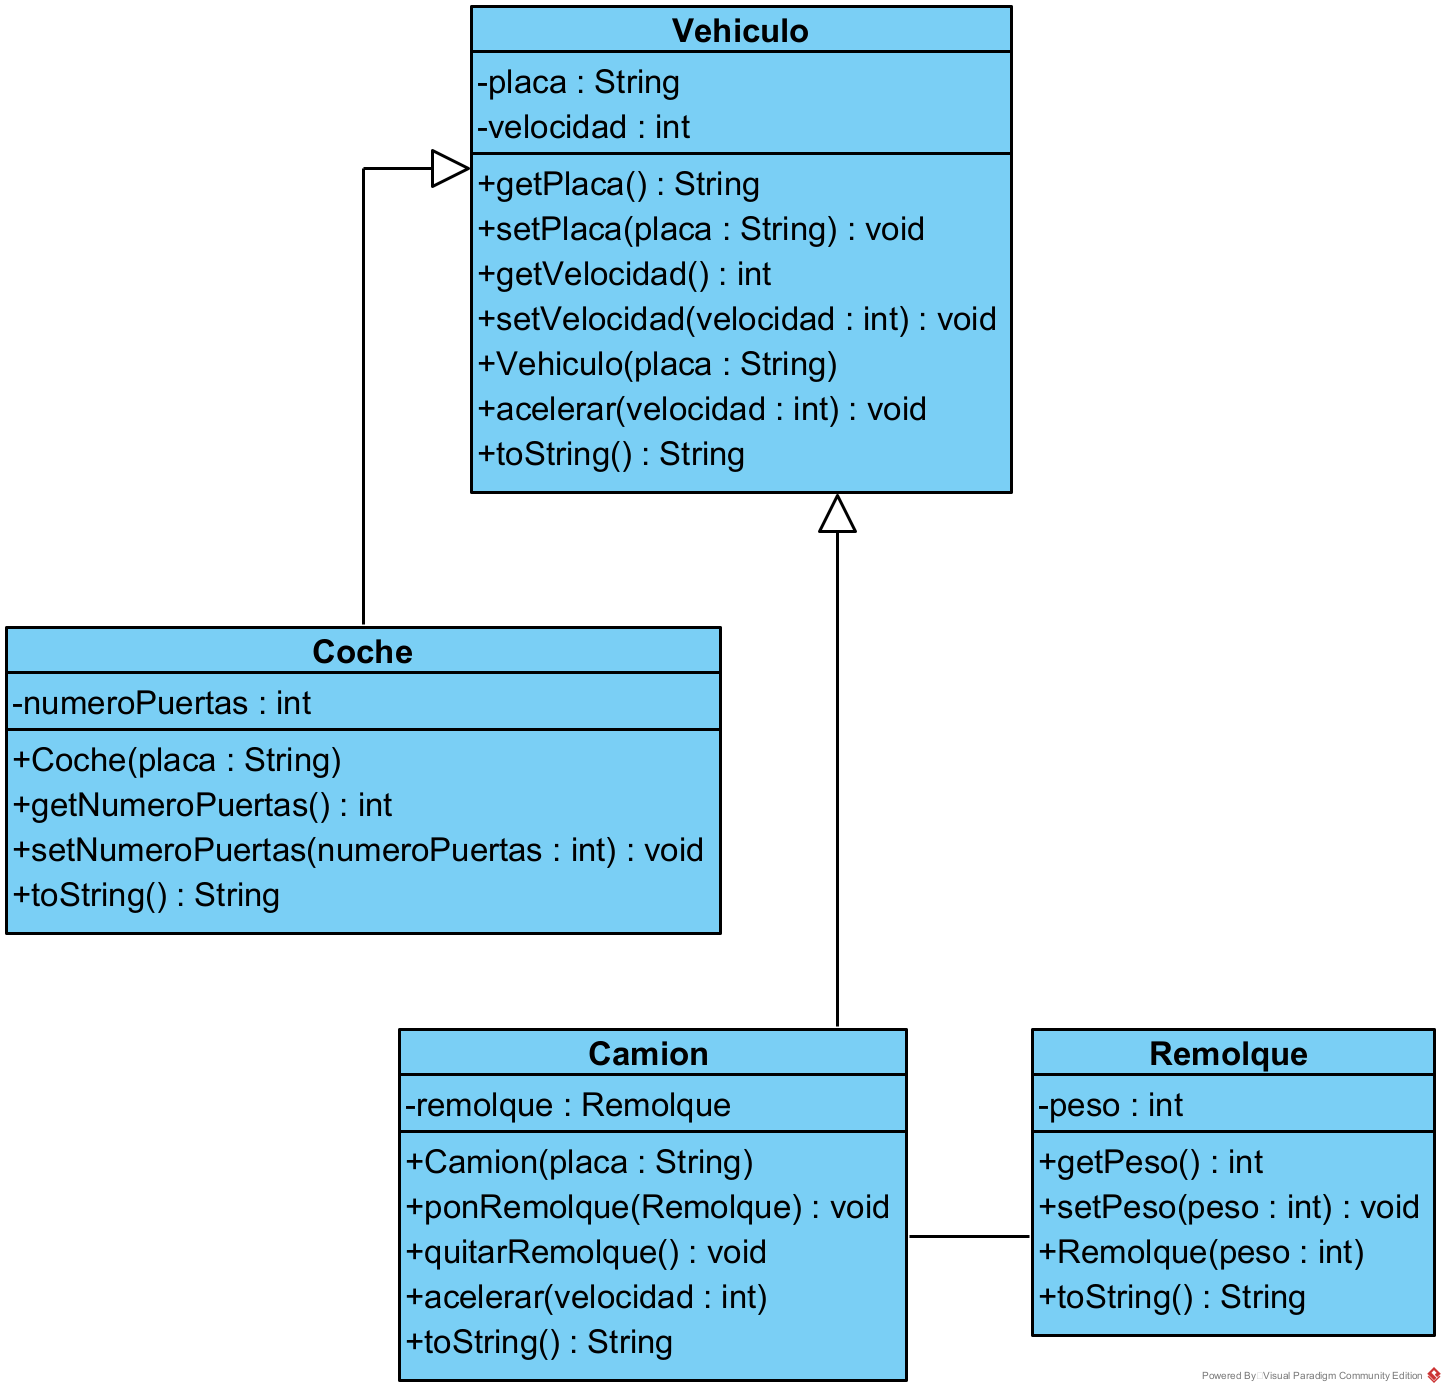 Vehiculo
-placa : String
-velocidad : int
+getPlaca() : String
+setPlaca(placa : String) : void
+getVelocidad() : int
+setVelocidad(velocidad : int) : void
+Vehiculo(placa : String)
+acelerar(velocidad : int) : void
+toString() : String
Coche
-numeroPuertas : int
+Coche(placa : String)
+getNumeroPuertas() : int
+setNumeroPuertas(numeroPuertas : int) : void
+toString() : String
Camion
-remolque : Remolque
+Camion(placa : String)
+ponRemolque(Remolque) : void
+quitarRemolque() : void
+acelerar(velocidad : int)
+toString() : String
Remolque
-peso : int
+getPeso() : int
+setPeso(peso : int) : void
+Remolque(peso : int)
+toString() : String
Powered By Visual Paradigm Community Edition